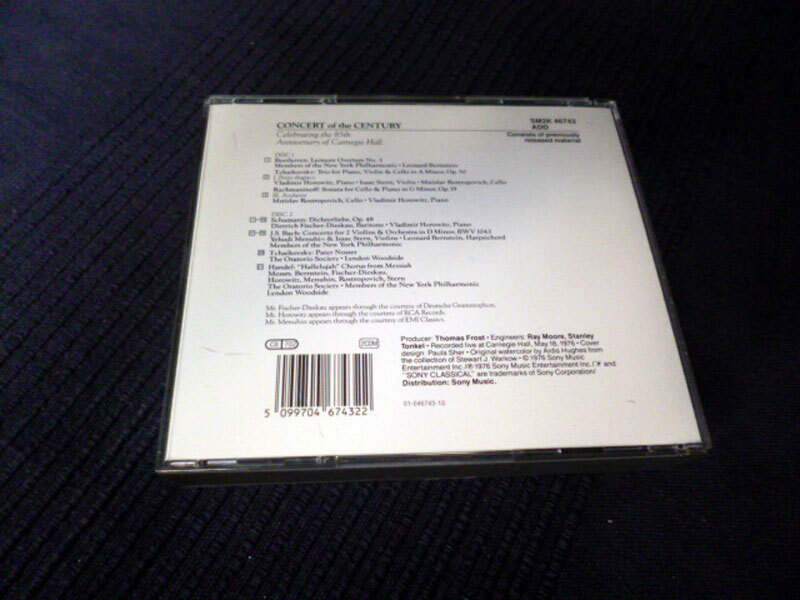 CONCERT of the CENTURY
Celebrating the 85th
Anniversary of Carnegie Hall
SM2K 46743
ADD
Consists of previously
released material
DISC 1
Beethoven: Leonore Overture No. 3
Members of the New York Philharmonic • Leonard Bernstein
Tchaikovsky: Trio for Piano, Violin & Cello in A Minor, Op. 50
I. Pezzo elegiaco
Vladimir Horowitz, Piano • Isaac Stern, Violin • Mstislav Rostropovich, Cello
Rachmaninoff: Sonata for Cello & Piano in G Minor, Op. 19
III. Andante
Mstislav Rostropovich, Cello • Vladimir Horowitz, Piano
DISC 2
Schumann: Dichterliebe, Op. 48
Dietrich Fischer-Dieskau, Baritone • Vladimir Horowitz, Piano
J.S. Bach: Concerto for 2 Violins & Orchestra in D Minor, BWV 1043
Yehudi Menuhin & Isaac Stern, Violins • Leonard Bernstein, Harpsichord
Members of the New York Philharmonic
Tchaikovsky: Pater Noster
The Oratorio Society • Lyndon Woodside
Handel: "Hallelujah" Chorus from Messiah
Messrs. Bernstein, Fischer-Dieskau,
Horowitz, Menuhin, Rostropovich, Stern
The Oratorio Society • Members of the New York Philharmonic
Lyndon Woodside
Mr. Fischer-Dieskau appears through the courtesy of Deutsche Grammophon.
Mr. Horowitz appears through the courtesy of RCA Records.
Mr. Menuhin appears through the courtesy of EMI Classics.
CB 702
2CDM
5 099704 674322
Producer: Thomas Frost • Engineers: Ray Moore, Stanley
Tonkel • Recorded live at Carnegie Hall, May 18, 1976 • Cover
design: Paula Sher • Original watercolor by Ardis Hughes from
the collection of Stewart J. Warkow • © 1976 Sony Music
Entertainment Inc./℗ 1976 Sony Music Entertainment Inc. and
"SONY CLASSICAL" are trademarks of Sony Corporation/
Distribution: Sony Music.
01-046743-10